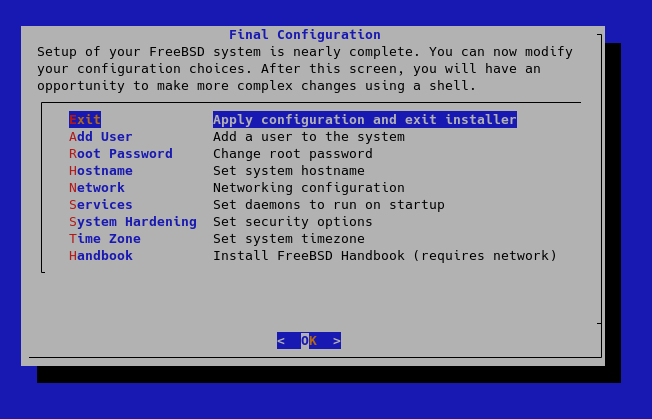 Final Configuration
Setup of your FreeBSD system is nearly complete. You can now modify
your configuration choices. After this screen, you will have an
opportunity to make more complex changes using a shell.
Exit Apply configuration and exit installer
Add User Add a user to the system
Root Password Change root password
Hostname Set system hostname
Network Networking configuration
Services Set daemons to run on startup
System Hardening Set security options
Time Zone Set system timezone
Handbook Install FreeBSD Handbook (requires network)
< OK >